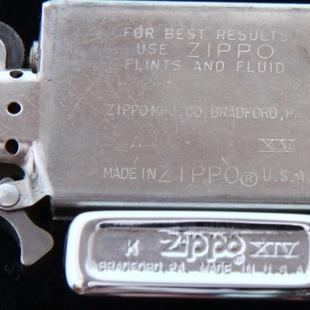 FOR BEST RESULTS
USE ZIPPO
FLINTS AND FLUID
ZIPPO MFG. CO. BRADFORD, P
A XV
MADE IN ZIPPO® U.S.A
K Zippo XIV
BRADFORD, PA. MADE IN U.S.A